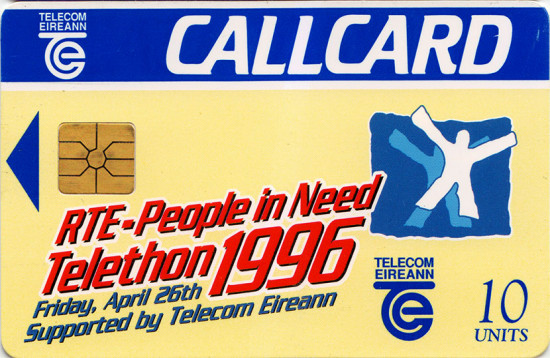 TELECOM
EIREANN
CALLCARD
RTE-People in Need
Telethon 1996
Friday, April 26th
Supported by Telecom Eireann
TELECOM
EIREANN
10
UNITS